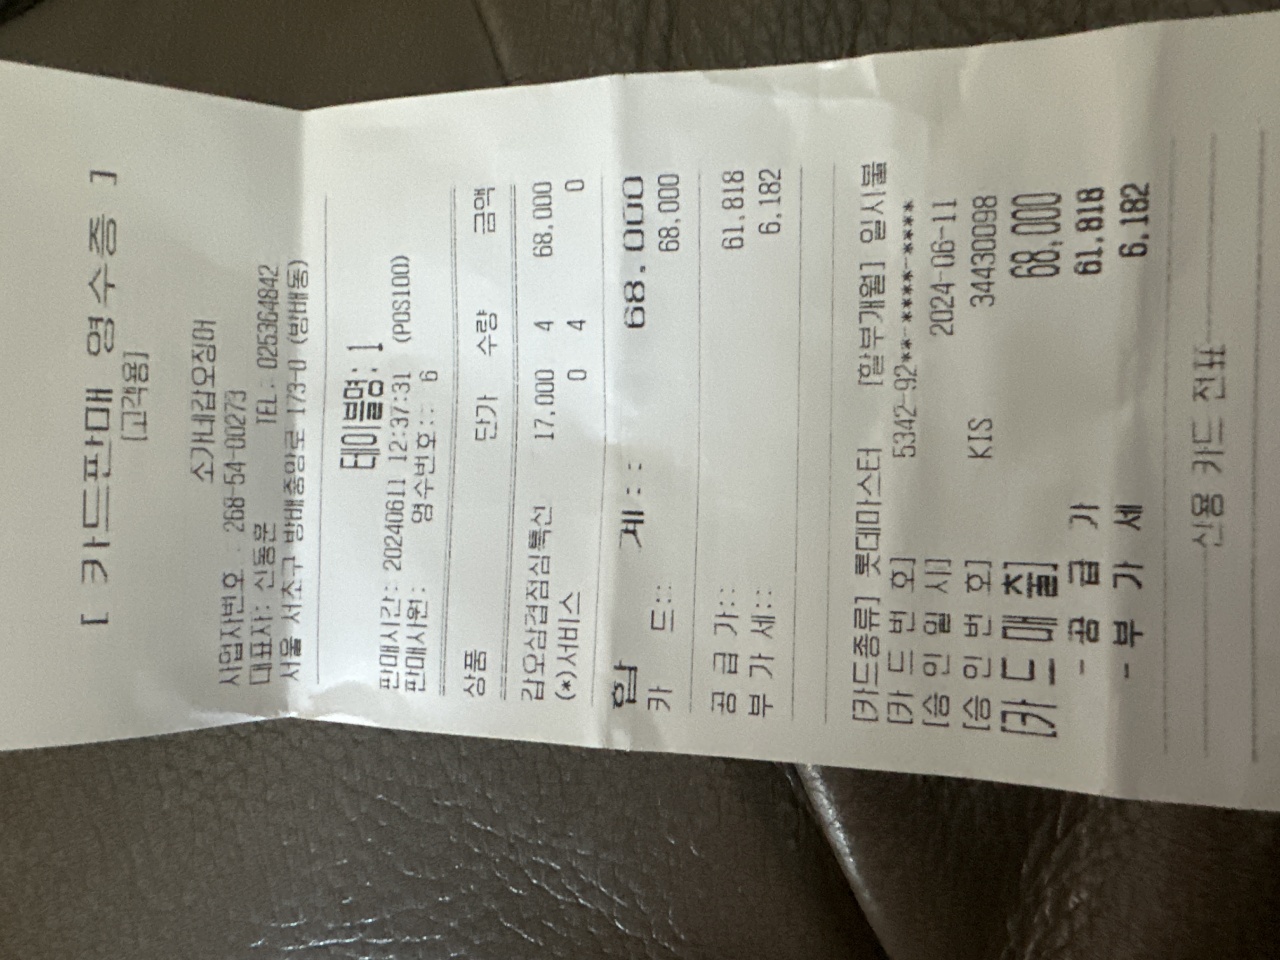 [ 카드판매 영수증 ]
[고객용]
소가네갑오징어
사업자번호 : 268-54-00273
대표자: 신동훈 TEL: 025364842
서울 서초구 방배중앙로 173-0 (방배동)
테이블명: 1
판매시간: 20240611 12:37:31 (POS100)
판매사원: 영수번호: 6
상품 단가 수량 금액
갑오삼겹점심특선 17,000 4 68,000
(*)서비스 0 4 0
합 계: 68,000
카 드: 68,000
공 급 가: 61,818
부 가 세: 6,182
[카드종류] 롯데마스터 [할부개월] 일시불
[카 드 번 호] 5342-92**-****-****
[승 인 일 시] 2024-06-11
[승 인 번 호] KIS 34430098
[카드매출] 68,000
- 공 급 가 61,818
- 부 가 세 6,182
신용 카드 전표